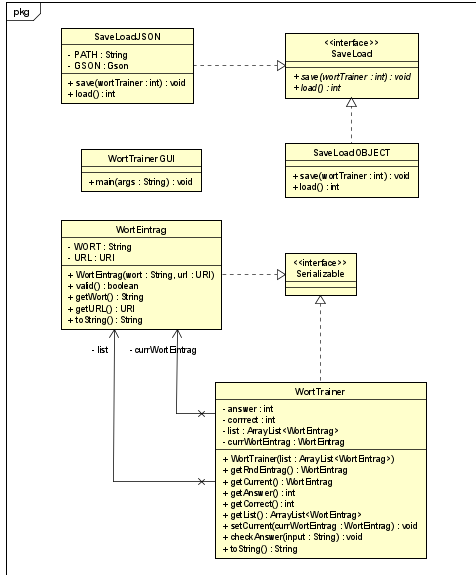 pkg
SaveLoadJSON
- PATH : String
- GSON : Gson
+ save(wortTrainer : int) : void
+ load() : int
<<interface>>
SaveLoad
+ save(wortTrainer : int) : void
+ load() : int
WortTrainerGUI
+ main(args : String) : void
SaveLoadOBJECT
+ save(wortTrainer : int) : void
+ load() : int
WortEintrag
- WORT : String
- URL : URI
+ WortEintrag(wort : String, url : URI)
+ valid() : boolean
+ getWort() : String
+ getURL() : URI
+ toString() : String
<<interface>>
Serializable
- list
- currWortEintrag
WortTrainer
- answer : int
- corrrect : int
- list : ArrayList<WortEintrag>
- currWortEintrag : WortEintrag
+ WortTrainer(list : ArrayList<WortEintrag>)
+ getRndEintrag() : WortEintrag
+ getCurrent() : WortEintrag
+ getAnswer() : int
+ getCorrect() : int
+ getList() : ArrayList<WortEintrag>
+ setCurrent(currWortEintrag : WortEintrag) : void
+ checkAnswer(input : String) : void
+ toString() : String